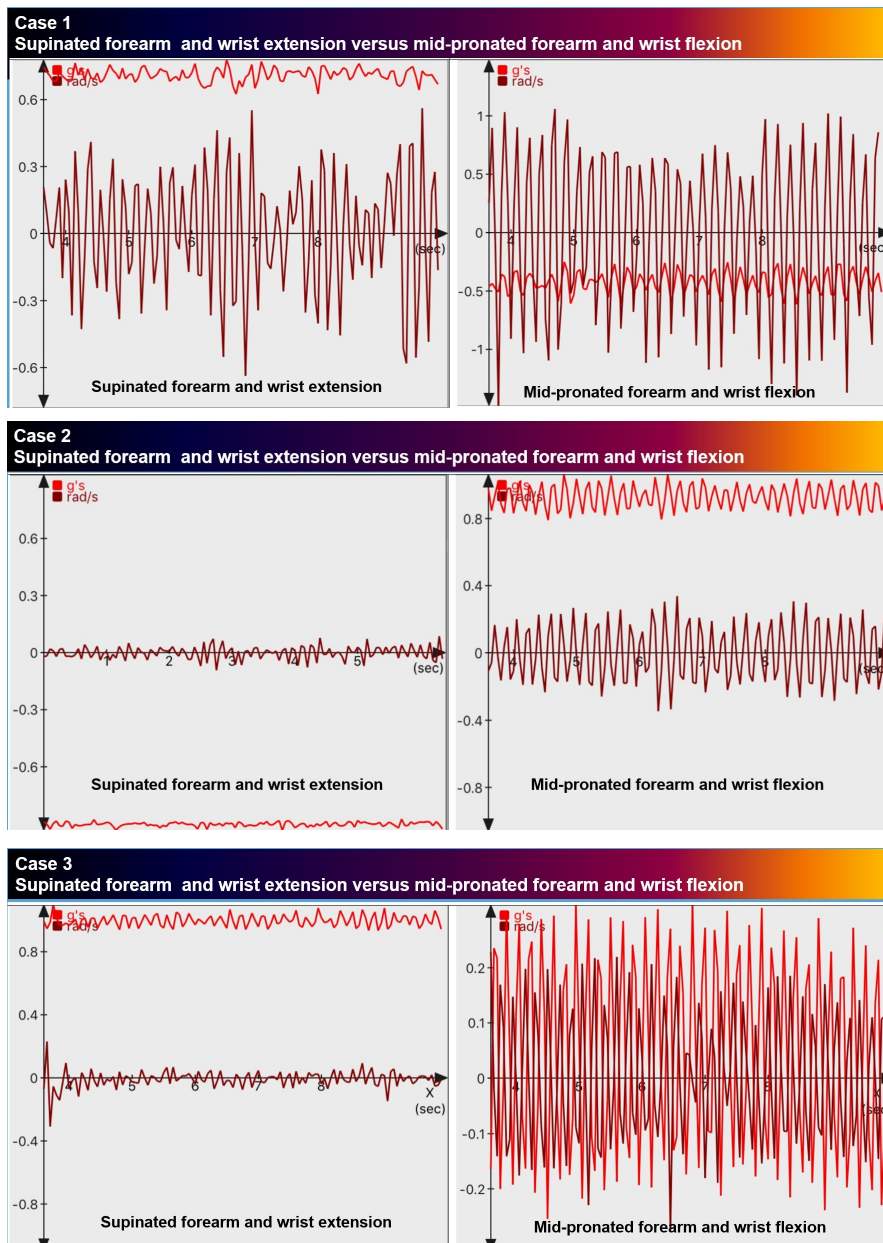 Case 1
Supinated forearm  and wrist extension versus mid-pronated forearm and wrist flexion
g's
rad/s
0.6
0.3
0
-0.3
-0.6
4
5
6
7
8
(sec)
Supinated forearm and wrist extension
g's
rad/s
1
0.5
0
-0.5
-1
4
5
6
7
8
(sec
Mid-pronated forearm and wrist flexion
Case 2
Supinated forearm  and wrist extension versus mid-pronated forearm and wrist flexion
g's
rad/s
0.6
0.3
0
-0.3
-0.6
1
2
3
4
5
(sec)
Supinated forearm and wrist extension
g's
rad/s
0.8
0.4
0
-0.4
-0.8
4
5
6
7
8
(sec
Mid-pronated forearm and wrist flexion
Case 3
Supinated forearm  and wrist extension versus mid-pronated forearm and wrist flexion
g's
rad/s
0.8
0.4
0
-0.4
-0.8
4
5
6
7
8
X
(sec)
Supinated forearm and wrist extension
g's
rad/s
0.2
0.1
0
-0.1
-0.2
4
5
6
7
8
X
(sec
Mid-pronated forearm and wrist flexion